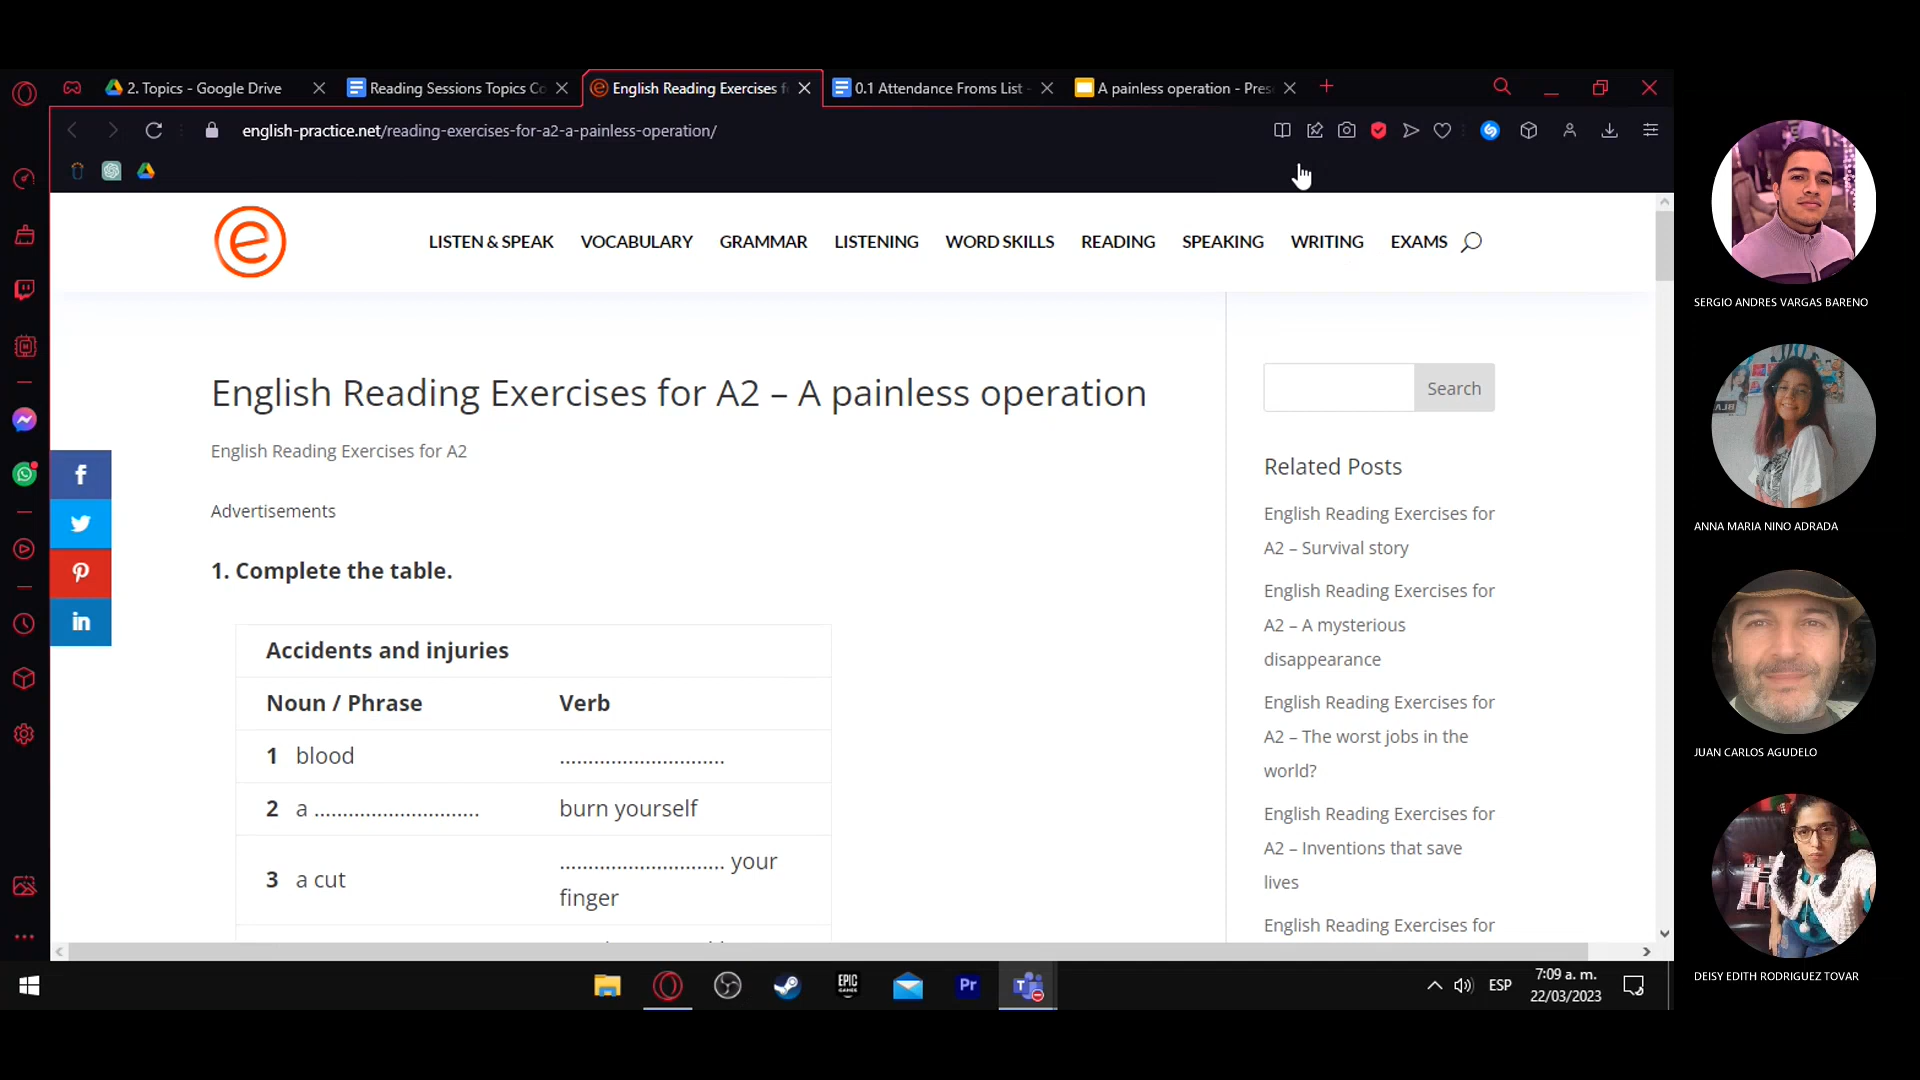 2. Topics - Google Drive
Reading Sessions Topics Co
English Reading Exercises f
0.1 Attendance Froms List -
A painless operation - Pres
english-practice.net/reading-exercises-for-a2-a-painless-operation/
LISTEN & SPEAK VOCABULARY GRAMMAR LISTENING WORD SKILLS READING SPEAKING WRITING EXAMS
English Reading Exercises for A2 – A painless operation
English Reading Exercises for A2
Advertisements
1. Complete the table.
Accidents and injuries
Noun / Phrase Verb
1 blood .............................
2 a ............................. burn yourself
3 a cut ............................. your
finger
Search
Related Posts
English Reading Exercises for
A2 – Survival story
English Reading Exercises for
A2 – A mysterious
disappearance
English Reading Exercises for
A2 – The worst jobs in the
world?
English Reading Exercises for
A2 – Inventions that save
lives
English Reading Exercises for
SERGIO ANDRES VARGAS BARENO
ANNA MARIA NINO ADRADA
JUAN CARLOS AGUDELO
DEISY EDITH RODRIGUEZ TOVAR
EPIC
GAMES
Pr
ESP
7:09 a. m.
22/03/2023